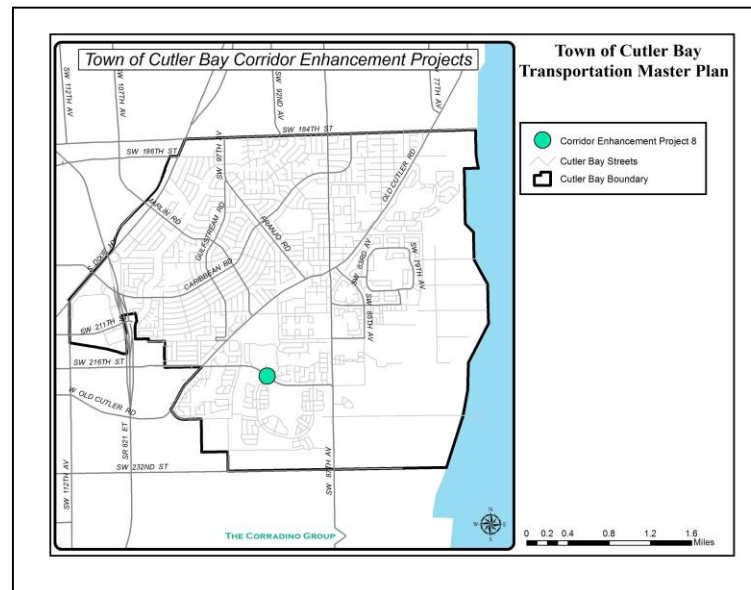 Town of Cutler Bay Corridor Enhancement Projects
Town of Cutler Bay
Transportation Master Plan
Corridor Enhancement Project 8
Cutler Bay Streets
Cutler Bay Boundary
SW 112TH AV
SW 107TH AV
SW 92ND AV
77TH AV
SW 184TH ST
SW 186TH ST
SW 97TH AV
OLD CUTLER RD
MARLIN RD
GULFSTREAM RD
FRANJO RD
S DIXIE HY
CARIBBEAN BD
SW 83RD AV
SW 79TH AV
SW 85TH AV
SW 211TH ST
SW 216TH ST
W OLD CUTLER RD
SR 821 ET
SW 112TH AV
SW 232ND ST
SW 87TH AV
THE CORRADINO GROUP
N
W
E
S
0 0.2 0.4 0.8 1.2 1.6
Miles